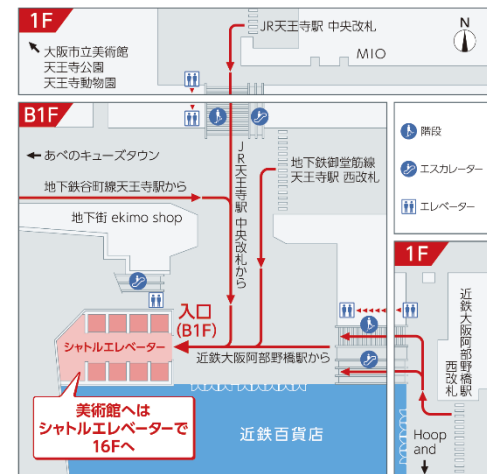 1F
JR天王寺駅 中央改札
N
大阪市立美術館
天王寺公園
天王寺動物園
MIO
B1F
あべのキューズタウン
JR天王寺駅 中央改札から
地下鉄御堂筋線
天王寺駅 西改札
地下鉄谷町線天王寺駅から
地下街 ekimo shop
階段
エスカレーター
エレベーター
入口
(B1F)
シャトルエレベーター
近鉄大阪阿部野橋駅から
美術館へは
シャトルエレベーターで
16Fへ
近鉄百貨店
1F
近鉄大阪阿部野橋駅
西改札
Hoop
and